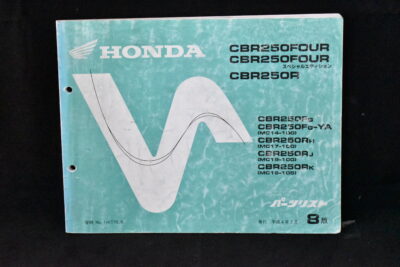 HONDA
CBR250FOUR
CBR250FOUR
スペシャルエディション
CBR250R
CBR250FG
CBR250FG-YA
(MC14-100)
CBR250RH
(MC17-100)
CBR250RJ
(MC19-100)
CBR250RK
(MC19-105)
パーツリスト
8版